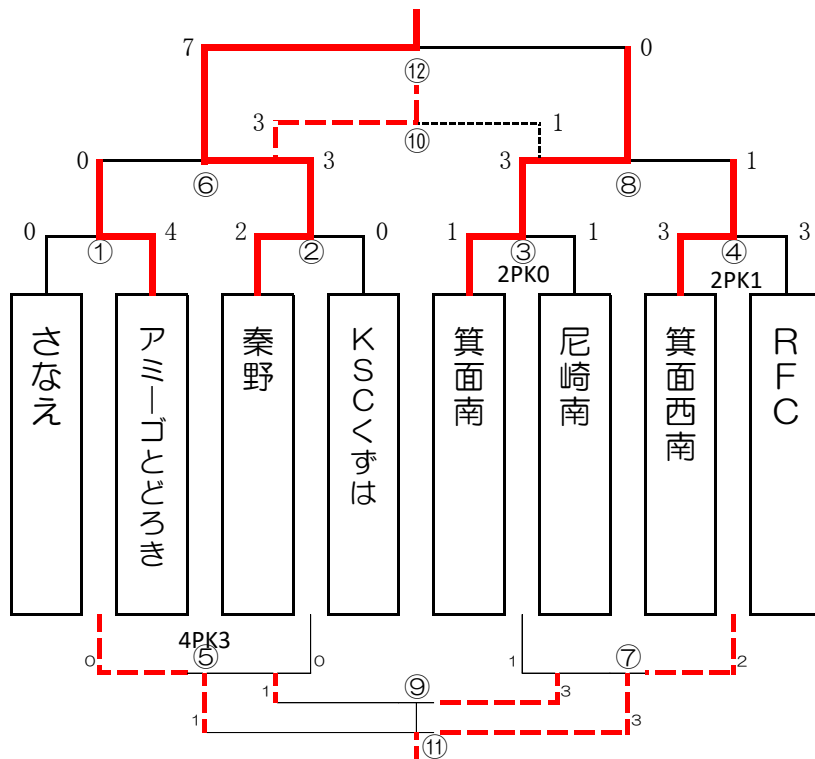 7 0
⑫
3 1
⑩
0 3 3 1
⑥ ⑧
0 4 2 0 1 1 3 3
① ② ③ ④
2PK0 2PK1
さなえ
アミーゴとどろき
秦野
KSCくずは
箕面南
尼崎南
箕面西南
RFC
4PK3
0 ⑤ 0 1 ⑦ 2
1 ⑨ 3
1 3
⑪